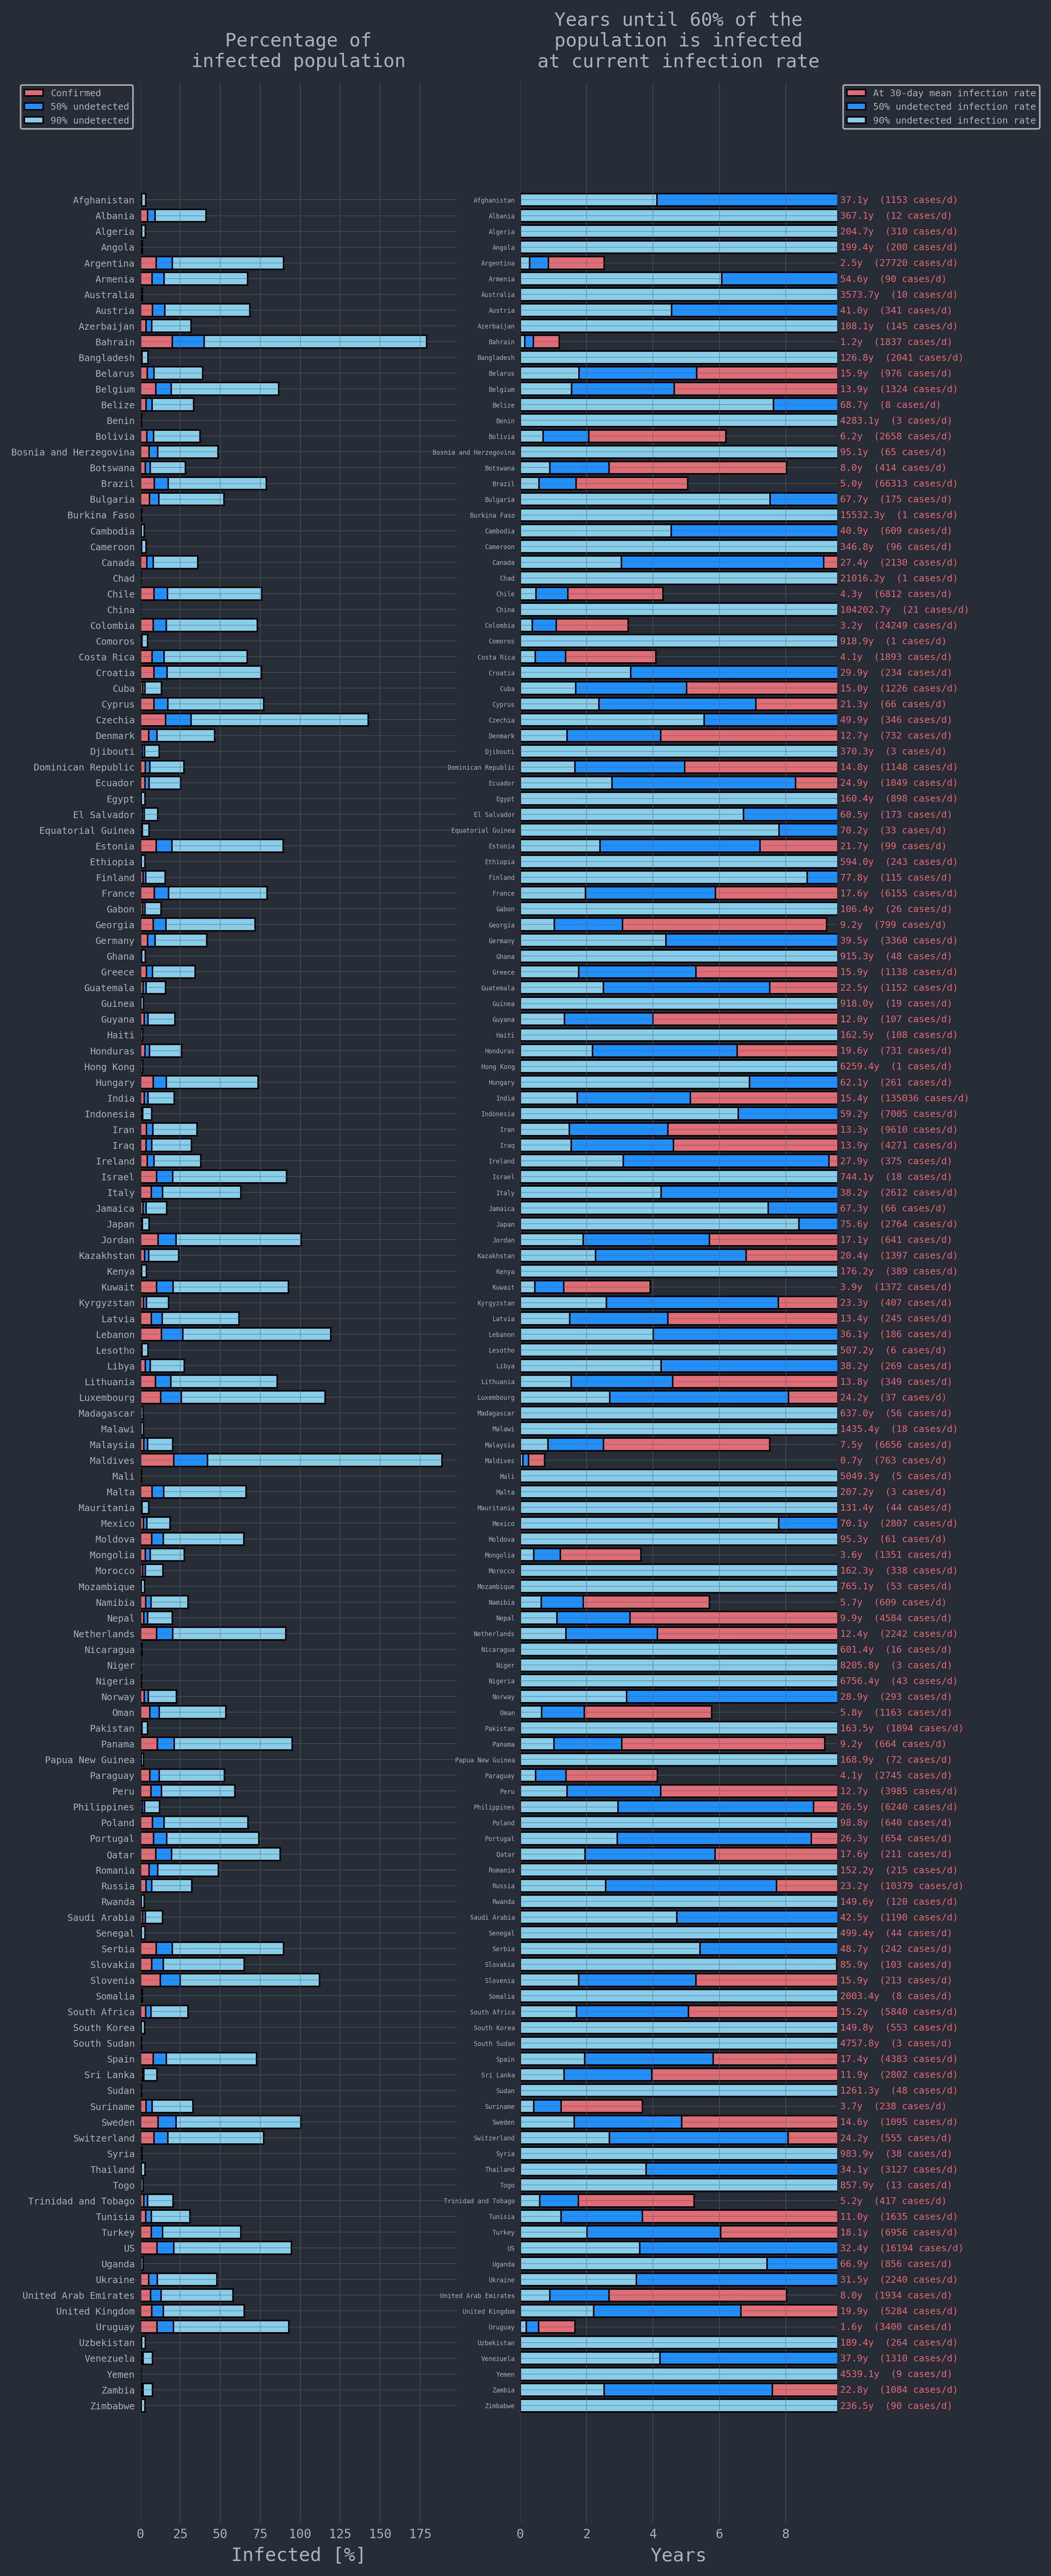 Percentage of
infected population
Years until 60% of the
population is infected
at current infection rate
Confirmed
50% undetected
90% undetected
At 30-day mean infection rate
50% undetected infection rate
90% undetected infection rate
Afghanistan Afghanistan 37.1y (1153 cases/d)
Albania Albania 367.1y (12 cases/d)
Algeria Algeria 204.7y (310 cases/d)
Angola Angola 199.4y (200 cases/d)
Argentina Argentina 2.5y (27720 cases/d)
Armenia Armenia 54.6y (90 cases/d)
Australia Australia 3573.7y (10 cases/d)
Austria Austria 41.0y (341 cases/d)
Azerbaijan Azerbaijan 108.1y (145 cases/d)
Bahrain Bahrain 1.2y (1837 cases/d)
Bangladesh Bangladesh 126.8y (2041 cases/d)
Belarus Belarus 15.9y (976 cases/d)
Belgium Belgium 13.9y (1324 cases/d)
Belize Belize 68.7y (8 cases/d)
Benin Benin 4283.1y (3 cases/d)
Bolivia Bolivia 6.2y (2658 cases/d)
Bosnia and Herzegovina Bosnia and Herzegovina 95.1y (65 cases/d)
Botswana Botswana 8.0y (414 cases/d)
Brazil Brazil 5.0y (66313 cases/d)
Bulgaria Bulgaria 67.7y (175 cases/d)
Burkina Faso Burkina Faso 15532.3y (1 cases/d)
Cambodia Cambodia 40.9y (609 cases/d)
Cameroon Cameroon 346.8y (96 cases/d)
Canada Canada 27.4y (2130 cases/d)
Chad Chad 21016.2y (1 cases/d)
Chile Chile 4.3y (6812 cases/d)
China China 104202.7y (21 cases/d)
Colombia Colombia 3.2y (24249 cases/d)
Comoros Comoros 918.9y (1 cases/d)
Costa Rica Costa Rica 4.1y (1893 cases/d)
Croatia Croatia 29.9y (234 cases/d)
Cuba Cuba 15.0y (1226 cases/d)
Cyprus Cyprus 21.3y (66 cases/d)
Czechia Czechia 49.9y (346 cases/d)
Denmark Denmark 12.7y (732 cases/d)
Djibouti Djibouti 370.3y (3 cases/d)
Dominican Republic Dominican Republic 14.8y (1148 cases/d)
Ecuador Ecuador 24.9y (1049 cases/d)
Egypt Egypt 160.4y (898 cases/d)
El Salvador El Salvador 60.5y (173 cases/d)
Equatorial Guinea Equatorial Guinea 70.2y (33 cases/d)
Estonia Estonia 21.7y (99 cases/d)
Ethiopia Ethiopia 594.0y (243 cases/d)
Finland Finland 77.8y (115 cases/d)
France France 17.6y (6155 cases/d)
Gabon Gabon 106.4y (26 cases/d)
Georgia Georgia 9.2y (799 cases/d)
Germany Germany 39.5y (3360 cases/d)
Ghana Ghana 915.3y (48 cases/d)
Greece Greece 15.9y (1138 cases/d)
Guatemala Guatemala 22.5y (1152 cases/d)
Guinea Guinea 918.0y (19 cases/d)
Guyana Guyana 12.0y (107 cases/d)
Haiti Haiti 162.5y (108 cases/d)
Honduras Honduras 19.6y (731 cases/d)
Hong Kong Hong Kong 6259.4y (1 cases/d)
Hungary Hungary 62.1y (261 cases/d)
India India 15.4y (135036 cases/d)
Indonesia Indonesia 59.2y (7005 cases/d)
Iran Iran 13.3y (9610 cases/d)
Iraq Iraq 13.9y (4271 cases/d)
Ireland Ireland 27.9y (375 cases/d)
Israel Israel 744.1y (18 cases/d)
Italy Italy 38.2y (2612 cases/d)
Jamaica Jamaica 67.3y (66 cases/d)
Japan Japan 75.6y (2764 cases/d)
Jordan Jordan 17.1y (641 cases/d)
Kazakhstan Kazakhstan 20.4y (1397 cases/d)
Kenya Kenya 176.2y (389 cases/d)
Kuwait Kuwait 3.9y (1372 cases/d)
Kyrgyzstan Kyrgyzstan 23.3y (407 cases/d)
Latvia Latvia 13.4y (245 cases/d)
Lebanon Lebanon 36.1y (186 cases/d)
Lesotho Lesotho 507.2y (6 cases/d)
Libya Libya 38.2y (269 cases/d)
Lithuania Lithuania 13.8y (349 cases/d)
Luxembourg Luxembourg 24.2y (37 cases/d)
Madagascar Madagascar 637.0y (56 cases/d)
Malawi Malawi 1435.4y (18 cases/d)
Malaysia Malaysia 7.5y (6656 cases/d)
Maldives Maldives 0.7y (763 cases/d)
Mali Mali 5049.3y (5 cases/d)
Malta Malta 207.2y (3 cases/d)
Mauritania Mauritania 131.4y (44 cases/d)
Mexico Mexico 70.1y (2807 cases/d)
Moldova Moldova 95.3y (61 cases/d)
Mongolia Mongolia 3.6y (1351 cases/d)
Morocco Morocco 162.3y (338 cases/d)
Mozambique Mozambique 765.1y (53 cases/d)
Namibia Namibia 5.7y (609 cases/d)
Nepal Nepal 9.9y (4584 cases/d)
Netherlands Netherlands 12.4y (2242 cases/d)
Nicaragua Nicaragua 601.4y (16 cases/d)
Niger Niger 8205.8y (3 cases/d)
Nigeria Nigeria 6756.4y (43 cases/d)
Norway Norway 28.9y (293 cases/d)
Oman Oman 5.8y (1163 cases/d)
Pakistan Pakistan 163.5y (1894 cases/d)
Panama Panama 9.2y (664 cases/d)
Papua New Guinea Papua New Guinea 168.9y (72 cases/d)
Paraguay Paraguay 4.1y (2745 cases/d)
Peru Peru 12.7y (3985 cases/d)
Philippines Philippines 26.5y (6240 cases/d)
Poland Poland 98.8y (640 cases/d)
Portugal Portugal 26.3y (654 cases/d)
Qatar Qatar 17.6y (211 cases/d)
Romania Romania 152.2y (215 cases/d)
Russia Russia 23.2y (10379 cases/d)
Rwanda Rwanda 149.6y (120 cases/d)
Saudi Arabia Saudi Arabia 42.5y (1190 cases/d)
Senegal Senegal 499.4y (44 cases/d)
Serbia Serbia 48.7y (242 cases/d)
Slovakia Slovakia 85.9y (103 cases/d)
Slovenia Slovenia 15.9y (213 cases/d)
Somalia Somalia 2003.4y (8 cases/d)
South Africa South Africa 15.2y (5840 cases/d)
South Korea South Korea 149.8y (553 cases/d)
South Sudan South Sudan 4757.8y (3 cases/d)
Spain Spain 17.4y (4383 cases/d)
Sri Lanka Sri Lanka 11.9y (2802 cases/d)
Sudan Sudan 1261.3y (48 cases/d)
Suriname Suriname 3.7y (238 cases/d)
Sweden Sweden 14.6y (1095 cases/d)
Switzerland Switzerland 24.2y (555 cases/d)
Syria Syria 983.9y (38 cases/d)
Thailand Thailand 34.1y (3127 cases/d)
Togo Togo 857.9y (13 cases/d)
Trinidad and Tobago Trinidad and Tobago 5.2y (417 cases/d)
Tunisia Tunisia 11.0y (1635 cases/d)
Turkey Turkey 18.1y (6956 cases/d)
US US 32.4y (16194 cases/d)
Uganda Uganda 66.9y (856 cases/d)
Ukraine Ukraine 31.5y (2240 cases/d)
United Arab Emirates United Arab Emirates 8.0y (1934 cases/d)
United Kingdom United Kingdom 19.9y (5284 cases/d)
Uruguay Uruguay 1.6y (3400 cases/d)
Uzbekistan Uzbekistan 189.4y (264 cases/d)
Venezuela Venezuela 37.9y (1310 cases/d)
Yemen Yemen 4539.1y (9 cases/d)
Zambia Zambia 22.8y (1084 cases/d)
Zimbabwe Zimbabwe 236.5y (90 cases/d)
0 25 50 75 100 125 150 175
0 2 4 6 8
Infected [%]
Years